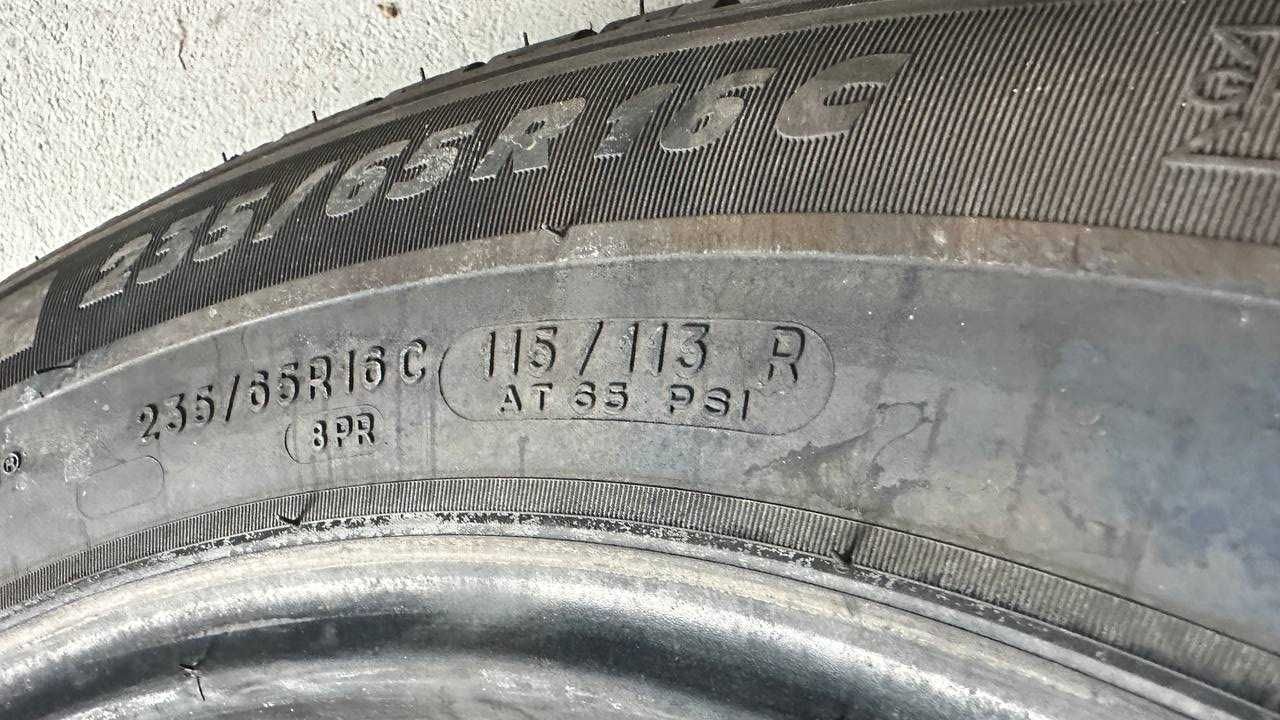 235/65R16C
235/65R16C
8PR
115/113 R
AT 65 PSI
®